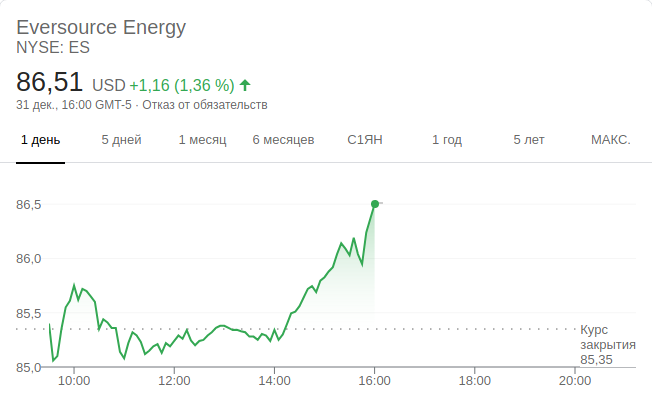 Eversource Energy
NYSE: ES
86,51 USD +1,16 (1,36 %)
31 дек., 16:00 GMT-5 · Отказ от обязательств
1 день 5 дней 1 месяц 6 месяцев С1ЯН 1 год 5 лет МАКС.
86,5
86,0
85,5
Курс
закрытия
85,35
85,0
10:00 12:00 14:00 16:00 18:00 20:00